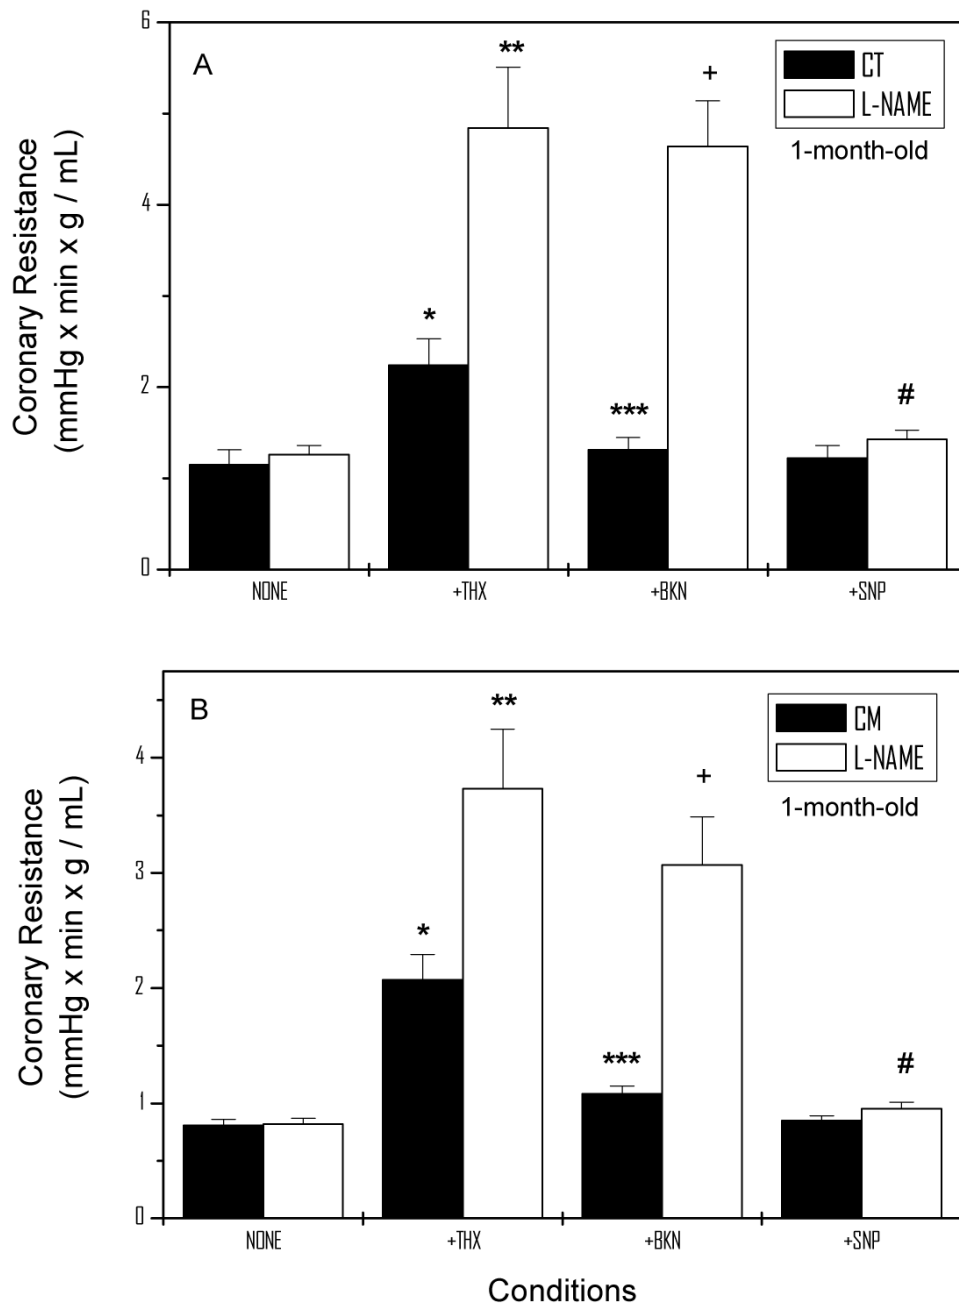 6
A
**
+
CT
L-NAME
1-month-old
Coronary Resistance
(mmHg x min x g / mL)
4
*
2
***
#
0
NONE
+THX
+BKN
+SNP
B
**
+
CM
L-NAME
1-month-old
Coronary Resistance
(mmHg x min x g / mL)
4
3
*
2
***
#
1
0
NONE
+THX
+BKN
+SNP
Conditions